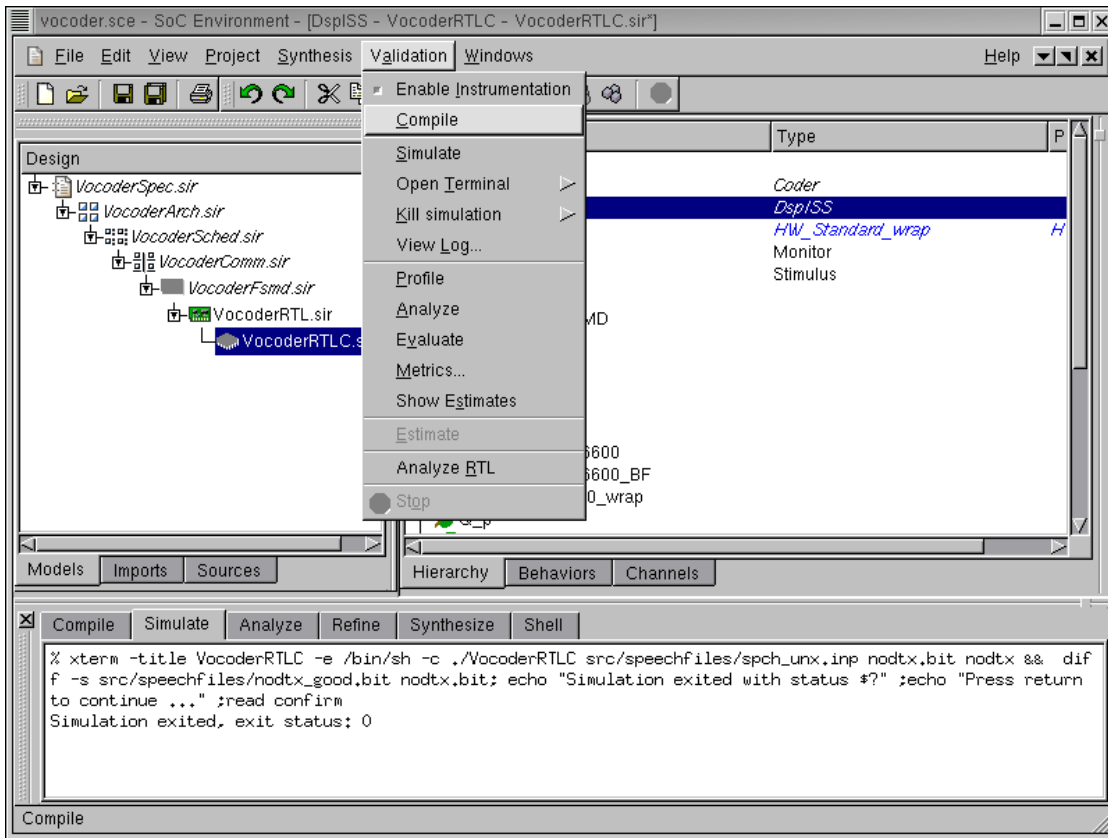 vocoder.sce - SoC Environment - [DspISS - VocoderRTLC - VocoderRTLC.sir*]
File Edit View Project Synthesis Validation Windows Help
Enable Instrumentation
Compile
Simulate
Open Terminal
Kill simulation
View Log...
Profile
Analyze
Evaluate
Metrics...
Show Estimates
Estimate
Analyze RTL
Stop
Design
VocoderSpec.sir
VocoderArch.sir
VocoderSched.sir
VocoderComm.sir
VocoderFsmd.sir
VocoderRTL.sir
VocoderRTLC.s
Type P
Coder
DspISS
HW_Standard_wrap H
Monitor
Stimulus
MD
6600
6600_BF
0_wrap
Models Imports Sources
Hierarchy Behaviors Channels
Compile Simulate Analyze Refine Synthesize Shell
% xterm -title VocoderRTLC -e /bin/sh -c ./VocoderRTLC src/speechfiles/spch_unx.inp nodtx.bit nodtx && dif
f -s src/speechfiles/nodtx_good.bit nodtx.bit; echo "Simulation exited with status $?" ;echo "Press return
to continue ..." ;read confirm
Simulation exited, exit status: 0
Compile